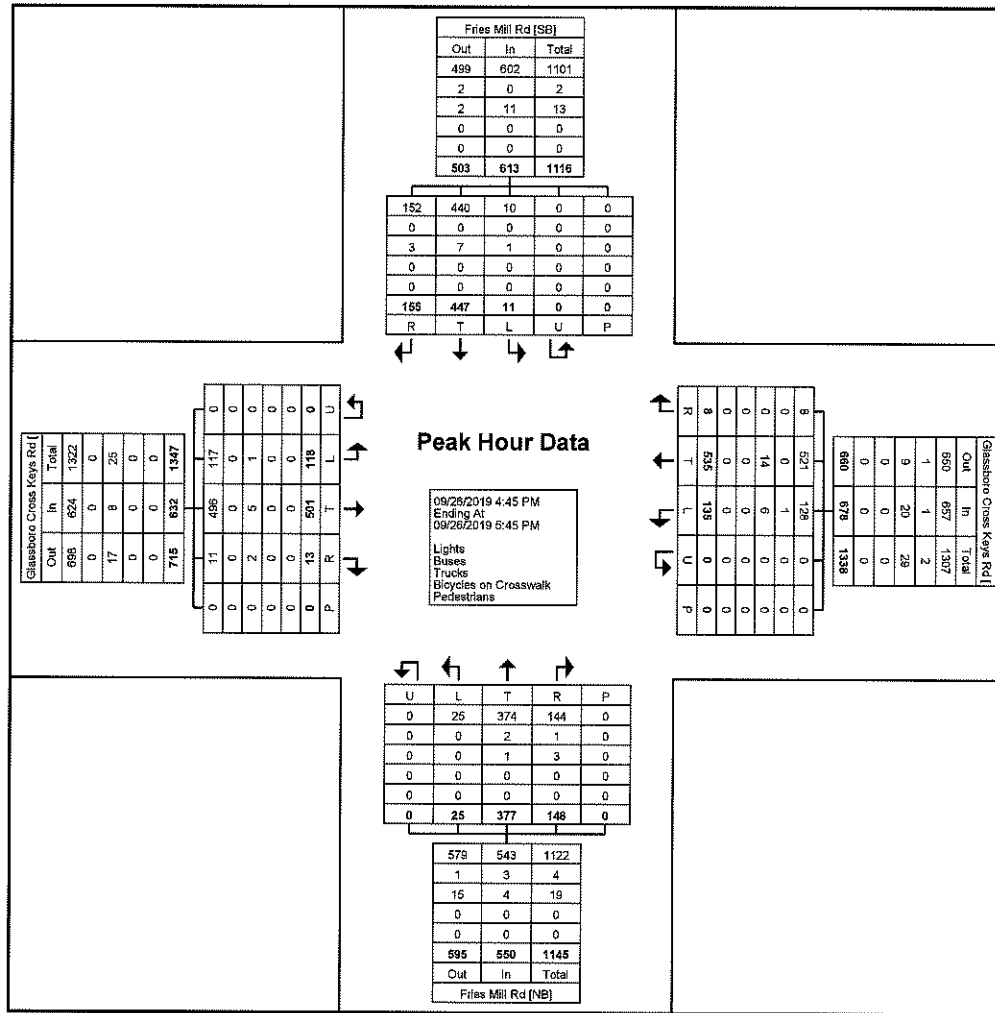 Fries Mill Rd [SB]
Out In Total
499 602 1101
2 0 2
2 11 13
0 0 0
0 0 0
503 613 1116
152 440 10 0 0
0 0 0 0 0
3 7 1 0 0
0 0 0 0 0
0 0 0 0 0
155 447 11 0 0
R T L U P
Glassboro Cross Keys Rd [
Total 1322 0 25 0 0 1347
In 624 0 8 0 0 632
Out 698 0 17 0 0 715
0 0 0 0 0 0 U
117 0 1 0 0 118 L
496 0 5 0 0 501 T
11 0 2 0 0 13 R
0 0 0 0 0 0 P
Peak Hour Data
09/26/2019 4:45 PM
Ending At
09/26/2019 5:45 PM
Lights
Buses
Trucks
Bicycles on Crosswalk
Pedestrians
R 8 0 0 0 0 8
T 535 0 0 14 0 521
L 135 0 0 6 1 128
U 0 0 0 0 0 0
P 0 0 0 0 0 0
Glassboro Cross Keys Rd [
660 0 0 9 1 650 Out
678 0 0 20 1 657 In
1338 0 0 29 2 1307 Total
U L T R P
0 25 374 144 0
0 0 2 1 0
0 0 1 3 0
0 0 0 0 0
0 0 0 0 0
0 25 377 148 0
579 543 1122
1 3 4
15 4 19
0 0 0
0 0 0
595 550 1145
Out In Total
Fries Mill Rd [NB]